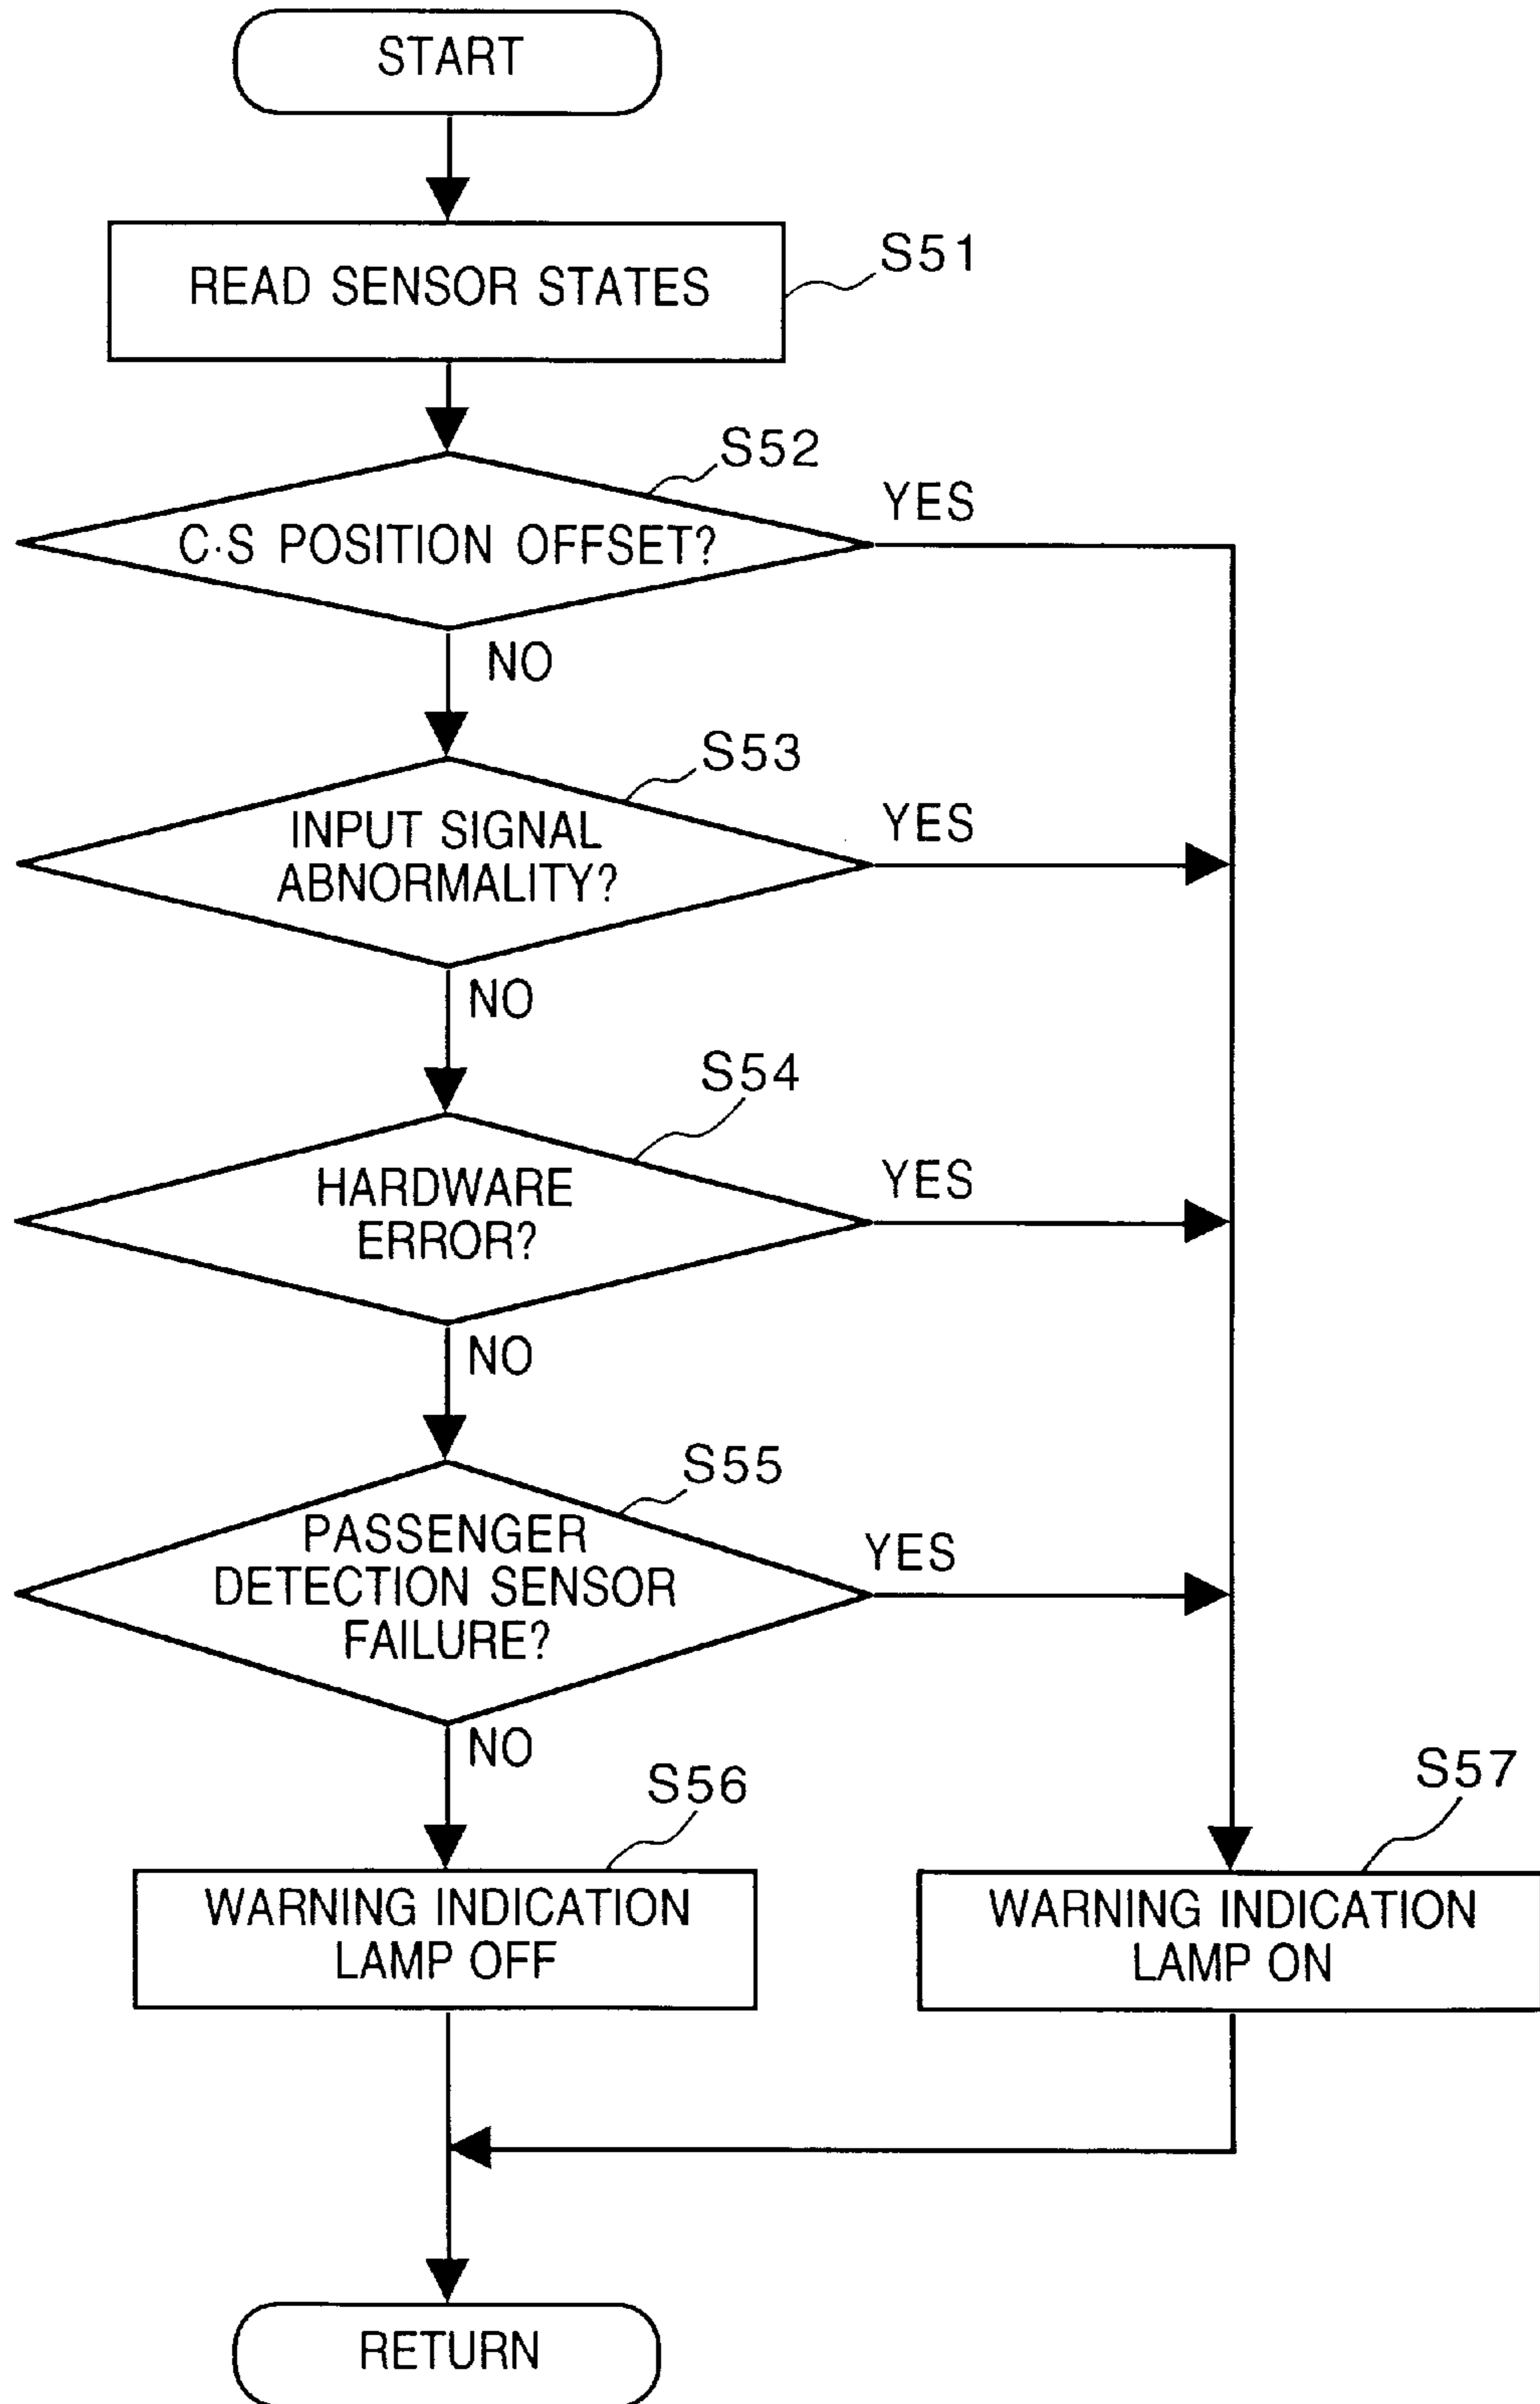 START
READ SENSOR STATES
S51
S52
C·S POSITION OFFSET?
YES
NO
S53
INPUT SIGNAL
ABNORMALITY?
YES
NO
S54
HARDWARE
ERROR?
YES
NO
S55
PASSENGER
DETECTION SENSOR
FAILURE?
YES
NO
S56
WARNING INDICATION
LAMP OFF
S57
WARNING INDICATION
LAMP ON
RETURN